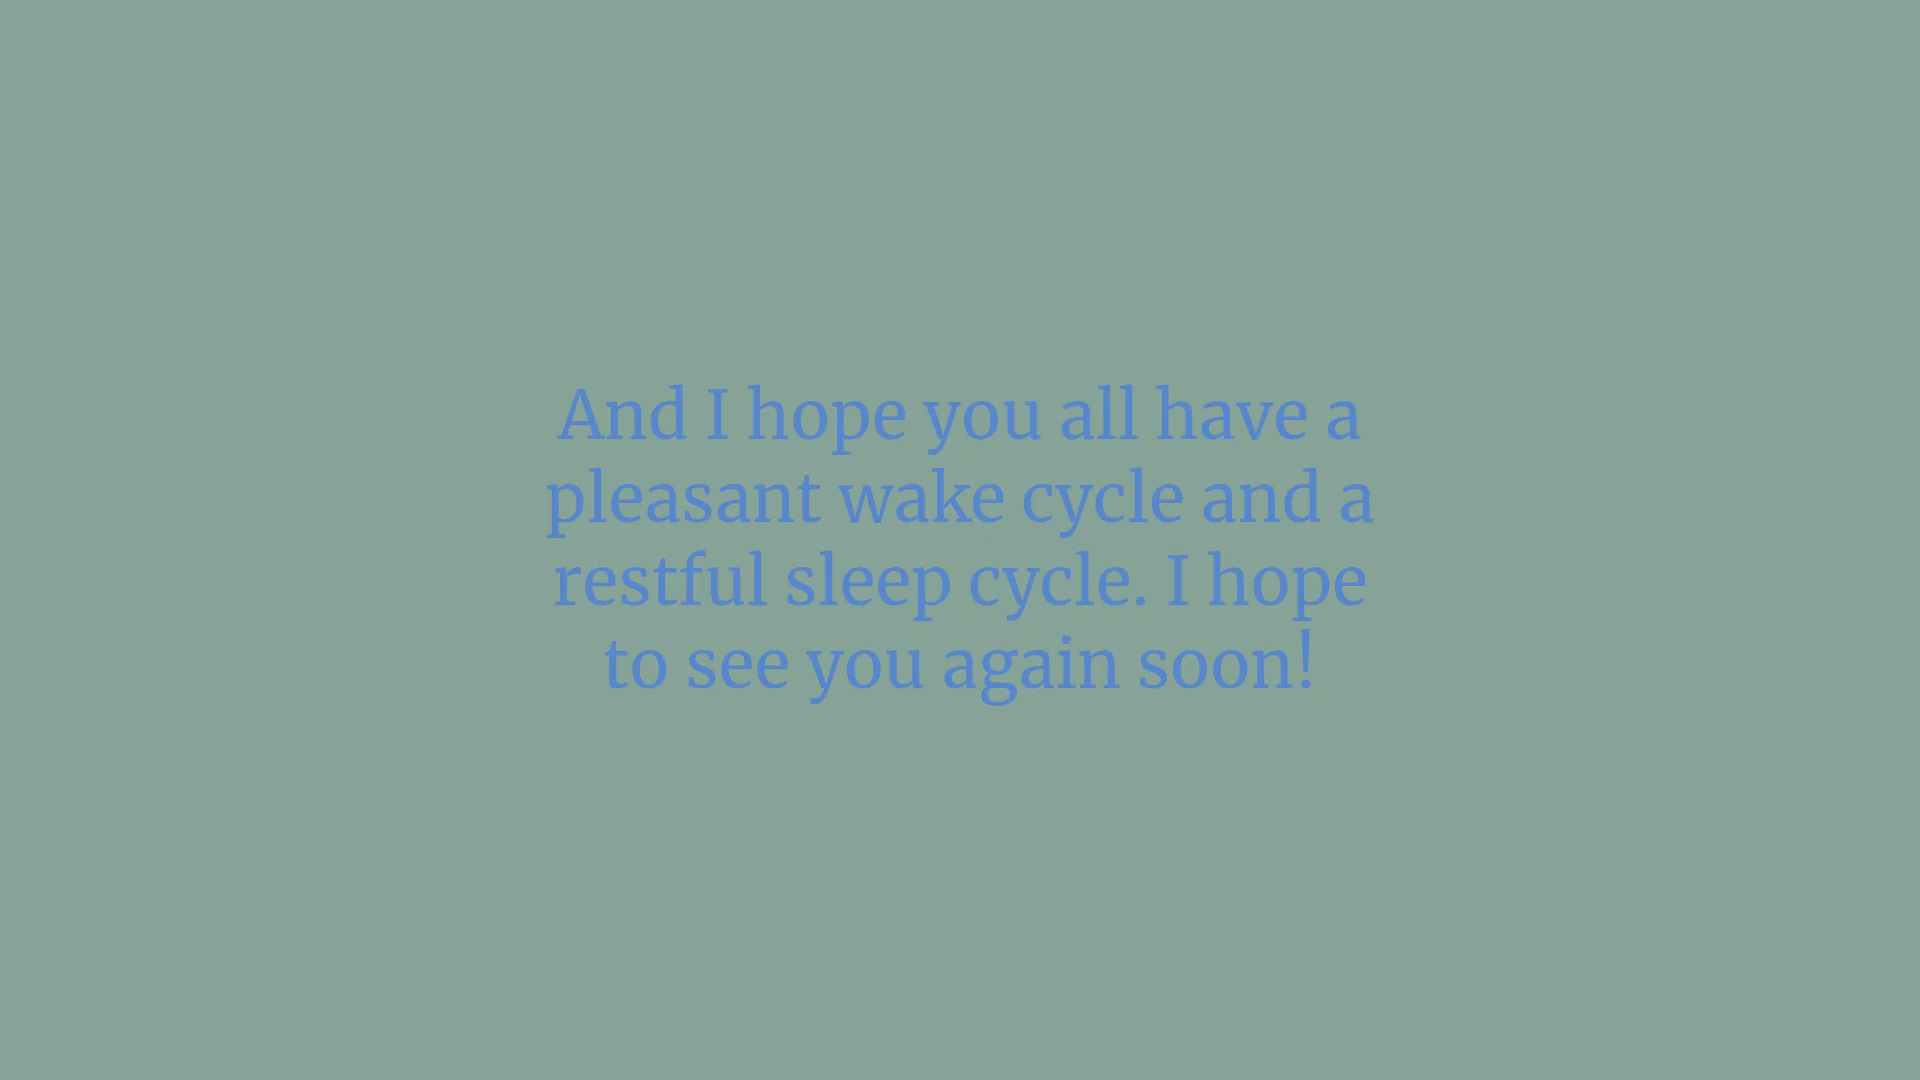 And I hope you all have a
pleasant wake cycle and a
restful sleep cycle. I hope
to see you again soon!